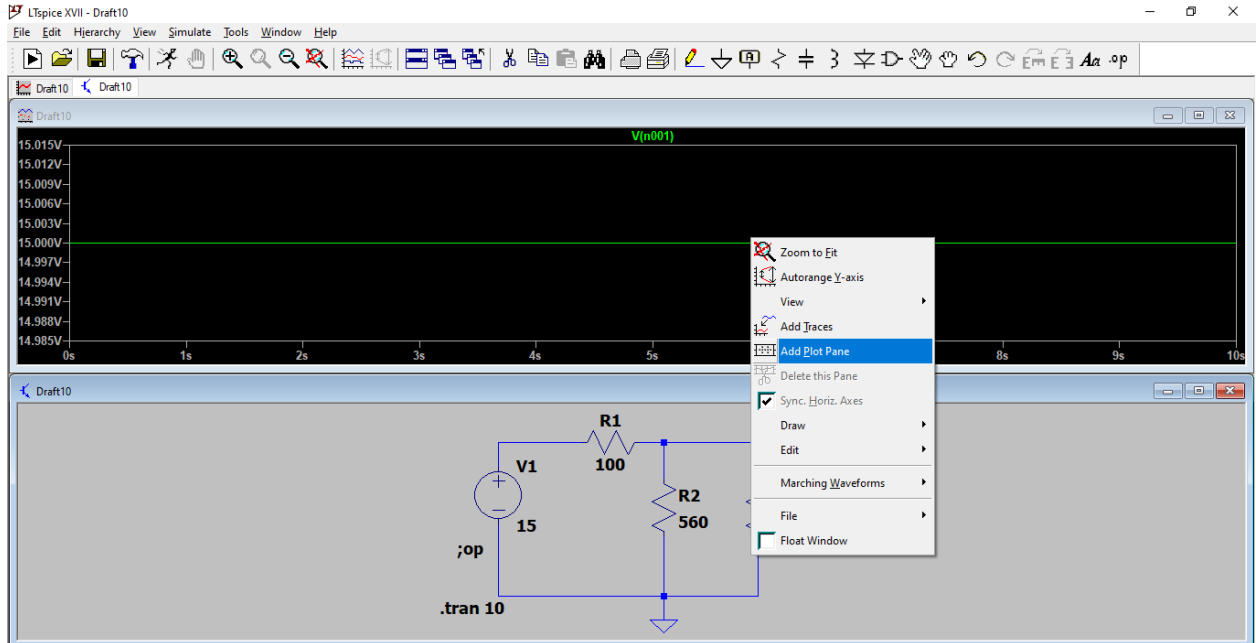 LTspice XVII - Draft10
File Edit Hierarchy View Simulate Tools Window Help
Aa .op
Draft10 Draft10
Draft10
V(n001)
15.015V
15.012V
15.009V
15.006V
15.003V
15.000V
14.997V
14.994V
14.991V
14.988V
14.985V
0s 1s 2s 3s 4s 5s 8s 9s 10s
Zoom to Fit
Autorange Y-axis
View
Add Traces
Add Plot Pane
Delete this Pane
Sync. Horiz. Axes
Draw
Edit
Marching Waveforms
File
Float Window
Draft10
R1
100
V1
15
R2
560
;op
.tran 10